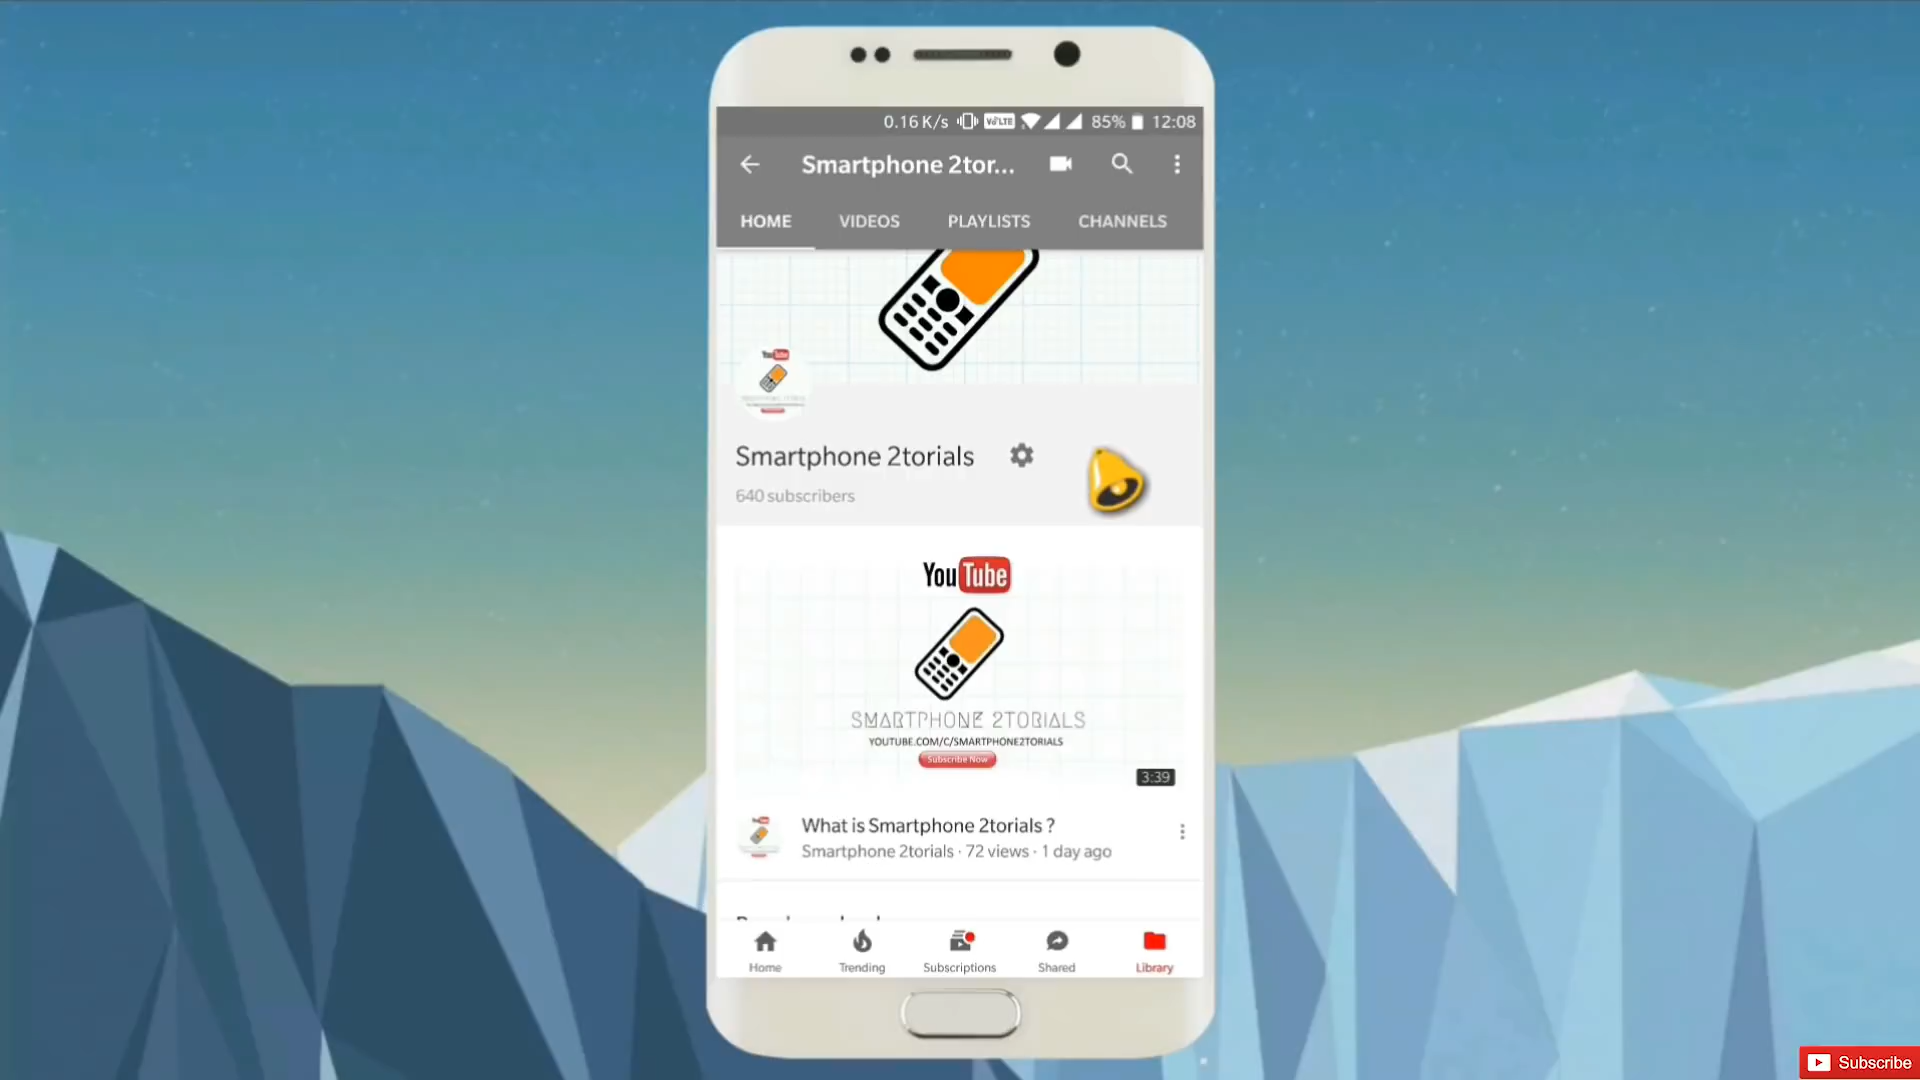 0.16 K/s VoLTE 85% 12:08
Smartphone 2tor...
HOME VIDEOS PLAYLISTS CHANNELS
YouTube
Smartphone 2torials
640 subscribers
YouTube
SMARTPHONE 2TORIALS
YOUTUBE.COM/C/SMARTPHONE2TORIALS
Subscribe Now
3:39
What is Smartphone 2torials ?
Smartphone 2torials · 72 views · 1 day ago
Home Trending Subscriptions Shared Library
Subscribe